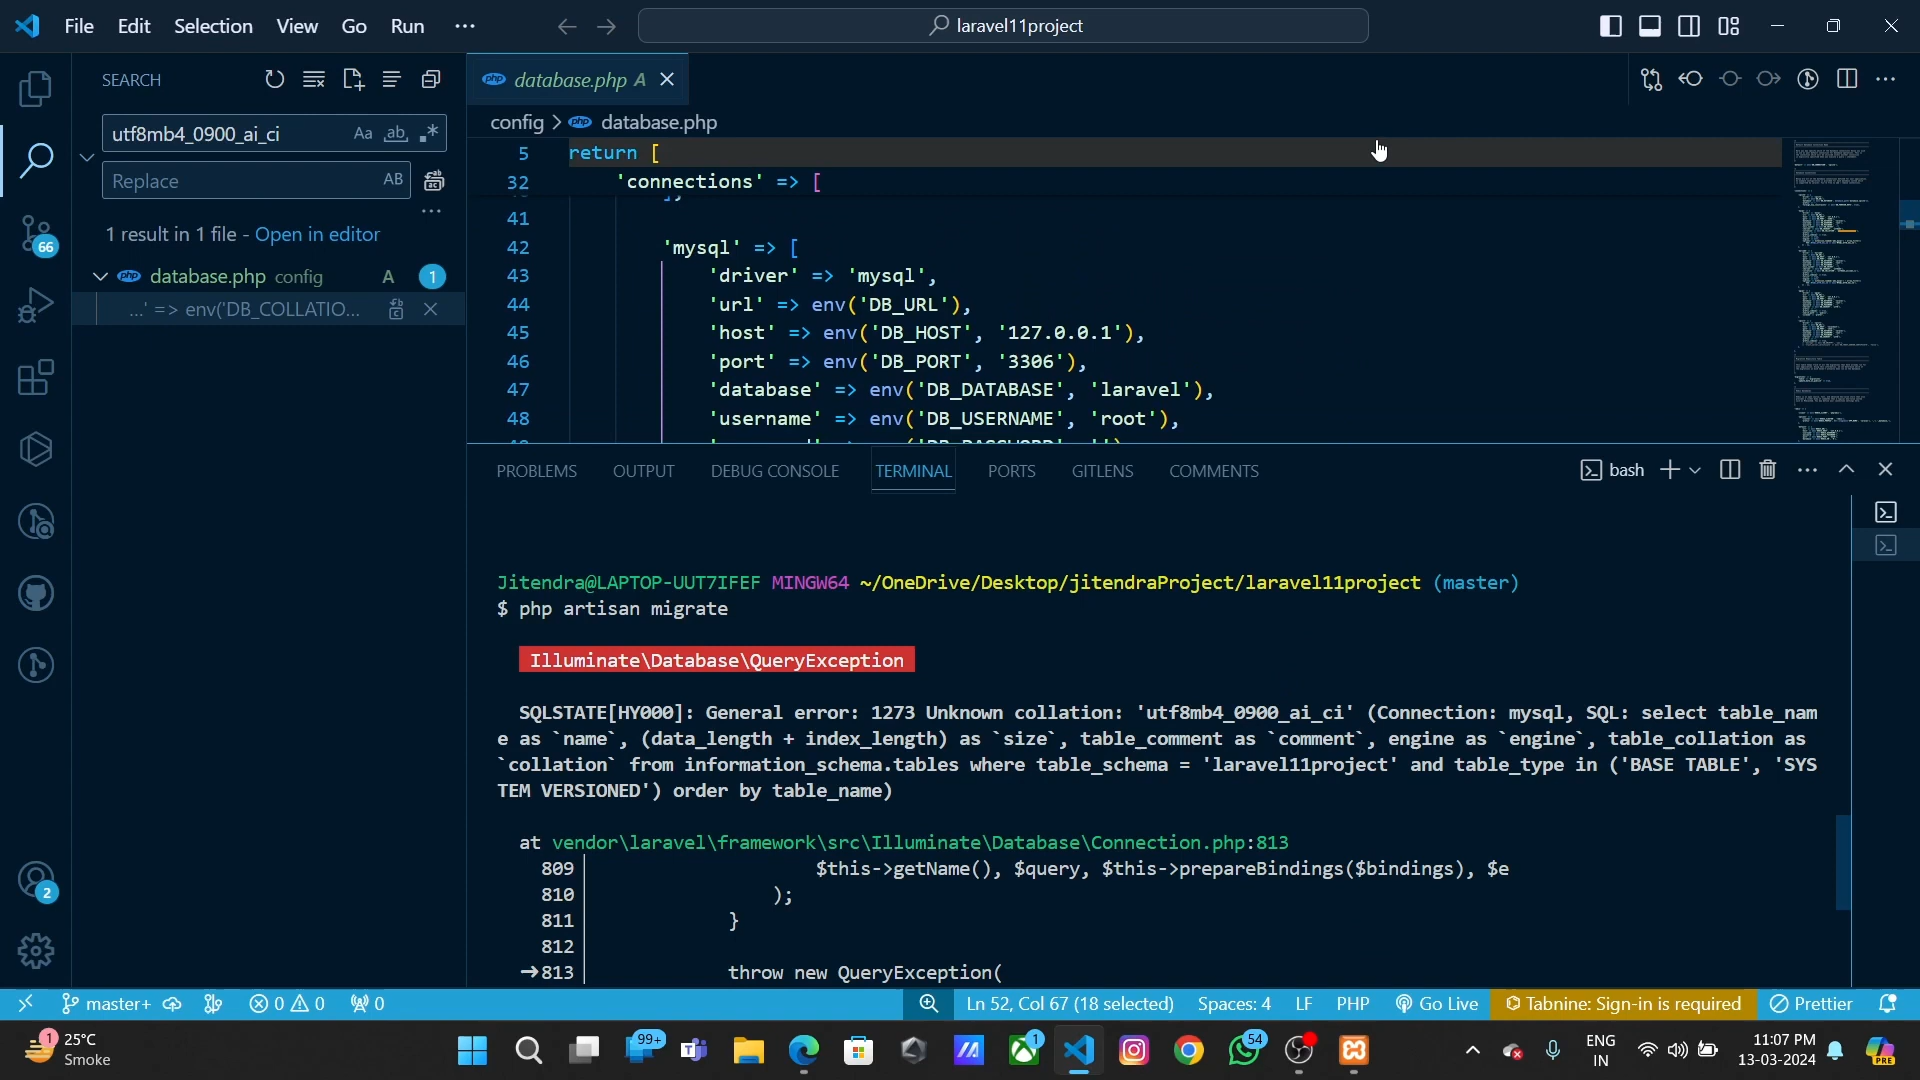 File Edit Selection View Go Run ···
laravel11project
SEARCH
utf8mb4_0900_ai_ci Aa ab .*
Replace AB
1 result in 1 file - Open in editor
database.php config A 1
...' => env('DB_COLLATIO...
66
2
database.php A
config > database.php
5 return [
32 'connections' => [
41
42 'mysql' => [
43 'driver' => 'mysql',
44 'url' => env('DB_URL'),
45 'host' => env('DB_HOST', '127.0.0.1'),
46 'port' => env('DB_PORT', '3306'),
47 'database' => env('DB_DATABASE', 'laravel'),
48 'username' => env('DB_USERNAME', 'root'),
PROBLEMS OUTPUT DEBUG CONSOLE TERMINAL PORTS GITLENS COMMENTS
bash
Jitendra@LAPTOP-UUT7IFEF MINGW64 ~/OneDrive/Desktop/jitendraProject/laravel11project (master)
$ php artisan migrate
Illuminate\Database\QueryException
SQLSTATE[HY000]: General error: 1273 Unknown collation: 'utf8mb4_0900_ai_ci' (Connection: mysql, SQL: select table_nam
e as `name`, (data_length + index_length) as `size`, table_comment as `comment`, engine as `engine`, table_collation as
`collation` from information_schema.tables where table_schema = 'laravel11project' and table_type in ('BASE TABLE', 'SYS
TEM VERSIONED') order by table_name)
at vendor\laravel\framework\src\Illuminate\Database\Connection.php:813
809 $this->getName(), $query, $this->prepareBindings($bindings), $e
810 );
811 }
812
→813 throw new QueryException(
master+ 0 0 0 Ln 52, Col 67 (18 selected) Spaces: 4 LF PHP Go Live Tabnine: Sign-in is required Prettier
1 25°C
Smoke
99+
1
54
ENG
IN
11:07 PM
13-03-2024
PRE